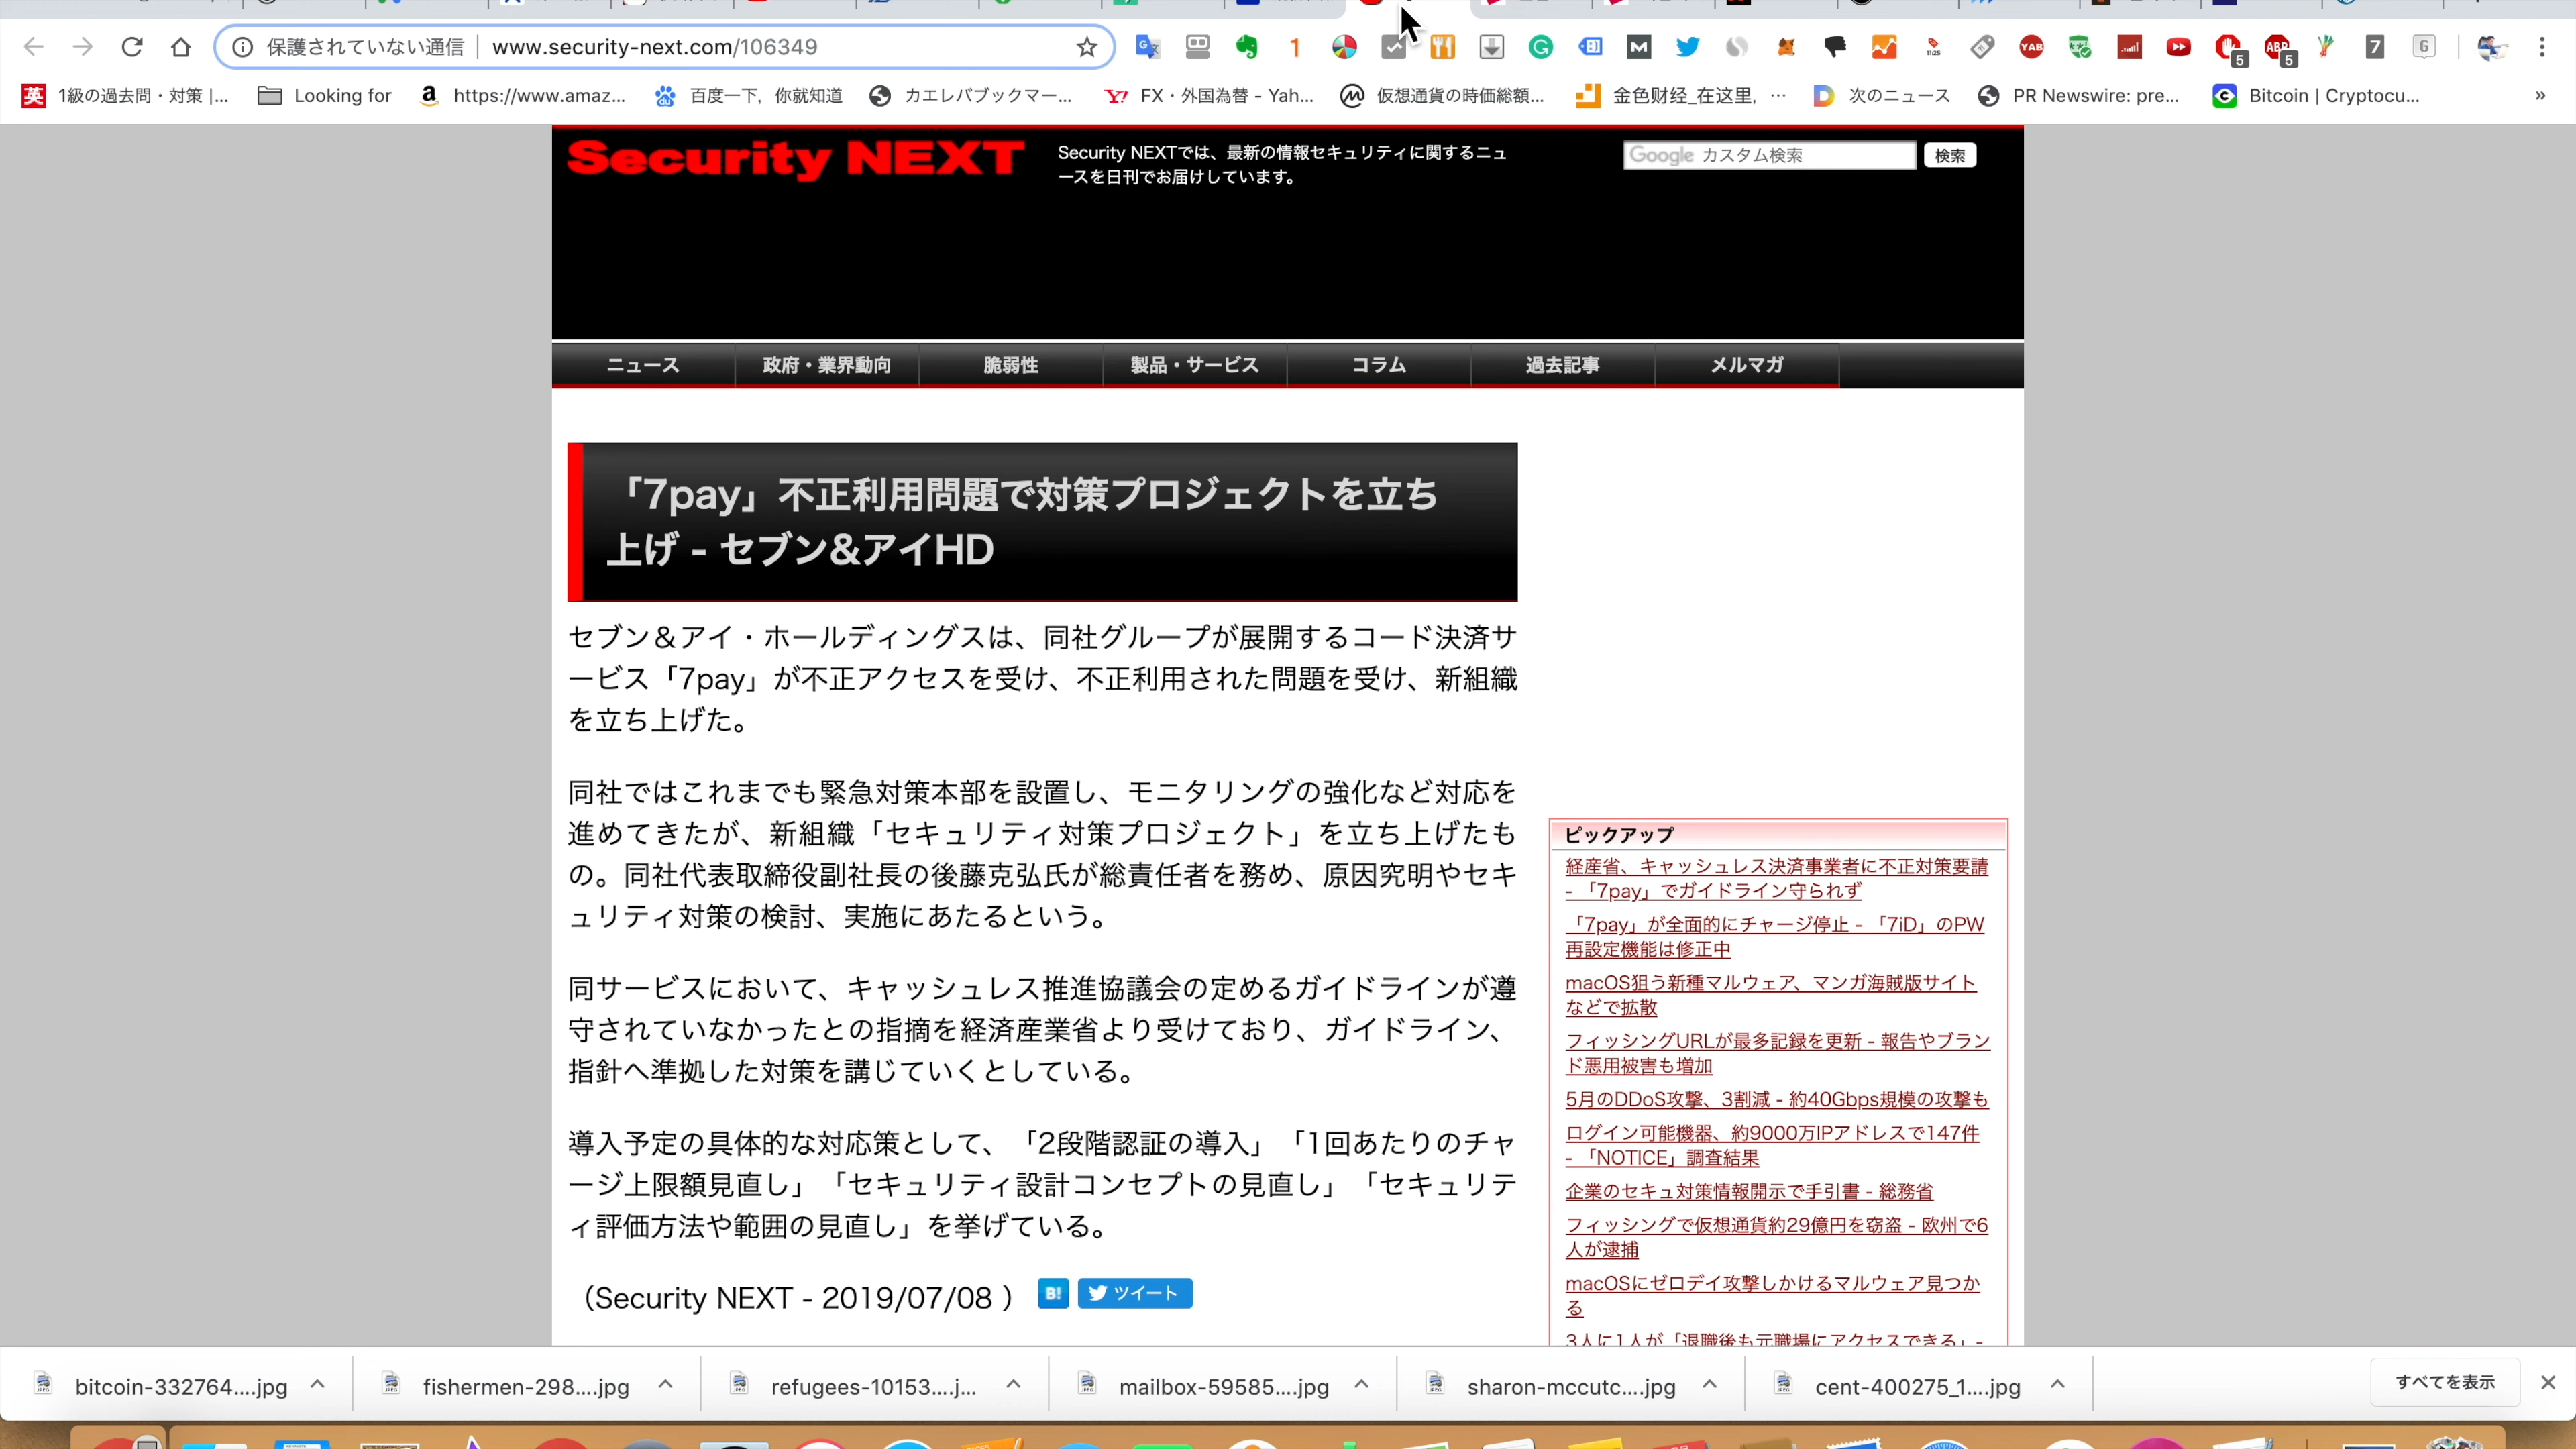 保護されていない通信 www.security-next.com/106349
1級の過去問・対策 |...
Looking for
https://www.amaz...
百度一下，你就知道
カエレバブックマー...
FX・外国為替 - Yah...
仮想通貨の時価総額...
金色财经_在这里，...
次のニュース
PR Newswire: pre...
Bitcoin | Cryptocu...
»
Security NEXT
Security NEXTでは、最新の情報セキュリティに関するニュ
ースを日刊でお届けしています。
Google カスタム検索
検索
ニュース
政府・業界動向
脆弱性
製品・サービス
コラム
過去記事
メルマガ
「7pay」不正利用問題で対策プロジェクトを立ち
上げ - セブン&アイHD
セブン＆アイ・ホールディングスは、同社グループが展開するコード決済サ
ービス「7pay」が不正アクセスを受け、不正利用された問題を受け、新組織
を立ち上げた。
同社ではこれまでも緊急対策本部を設置し、モニタリングの強化など対応を
進めてきたが、新組織「セキュリティ対策プロジェクト」を立ち上げたも
の。同社代表取締役副社長の後藤克弘氏が総責任者を務め、原因究明やセキ
ュリティ対策の検討、実施にあたるという。
同サービスにおいて、キャッシュレス推進協議会の定めるガイドラインが遵
守されていなかったとの指摘を経済産業省より受けており、ガイドライン、
指針へ準拠した対策を講じていくとしている。
導入予定の具体的な対応策として、「2段階認証の導入」「1回あたりのチャ
ージ上限額見直し」「セキュリティ設計コンセプトの見直し」「セキュリテ
ィ評価方法や範囲の見直し」を挙げている。
（Security NEXT - 2019/07/08 ）
B!
ツイート
ピックアップ
経産省、キャッシュレス決済事業者に不正対策要請
- 「7pay」でガイドライン守られず
「7pay」が全面的にチャージ停止 - 「7iD」のPW
再設定機能は修正中
macOS狙う新種マルウェア、マンガ海賊版サイト
などで拡散
フィッシングURLが最多記録を更新 - 報告やブラン
ド悪用被害も増加
5月のDDoS攻撃、3割減 - 約40Gbps規模の攻撃も
ログイン可能機器、約9000万IPアドレスで147件
- 「NOTICE」調査結果
企業のセキュ対策情報開示で手引書 - 総務省
フィッシングで仮想通貨約29億円を窃盗 - 欧州で6
人が逮捕
macOSにゼロデイ攻撃しかけるマルウェア見つか
る
3人に1人が「退職後も元職場にアクセスできる」-
bitcoin-332764....jpg
fishermen-298....jpg
refugees-10153....j...
mailbox-59585....jpg
sharon-mccutc....jpg
cent-400275_1....jpg
すべてを表示